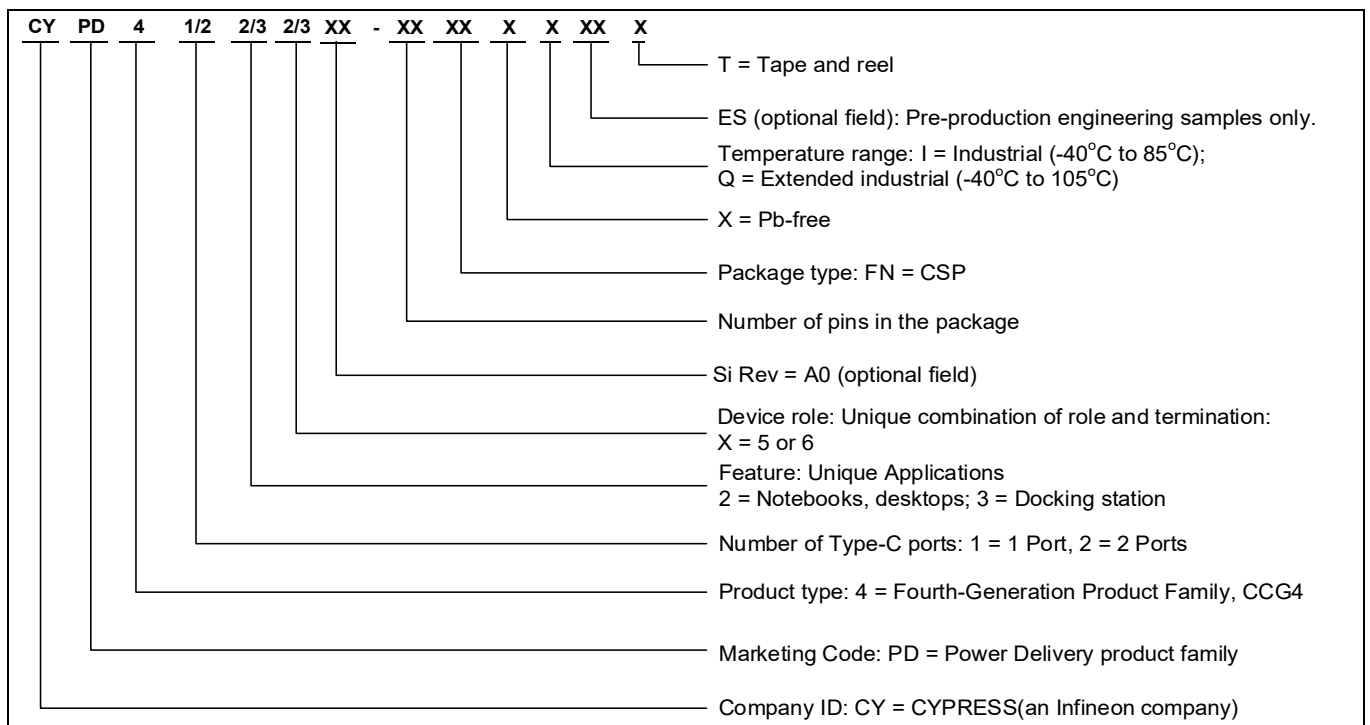 CY PD 4 1/2 2/3 2/3 XX - XX XX X X XX X
T = Tape and reel
ES (optional field): Pre-production engineering samples only.
Temperature range: I = Industrial (-40°C to 85°C);
Q = Extended industrial (-40°C to 105°C)
X = Pb-free
Package type: FN = CSP
Number of pins in the package
Si Rev = A0 (optional field)
Device role: Unique combination of role and termination:
X = 5 or 6
Feature: Unique Applications
2 = Notebooks, desktops; 3 = Docking station
Number of Type-C ports: 1 = 1 Port, 2 = 2 Ports
Product type: 4 = Fourth-Generation Product Family, CCG4
Marketing Code: PD = Power Delivery product family
Company ID: CY = CYPRESS(an Infineon company)